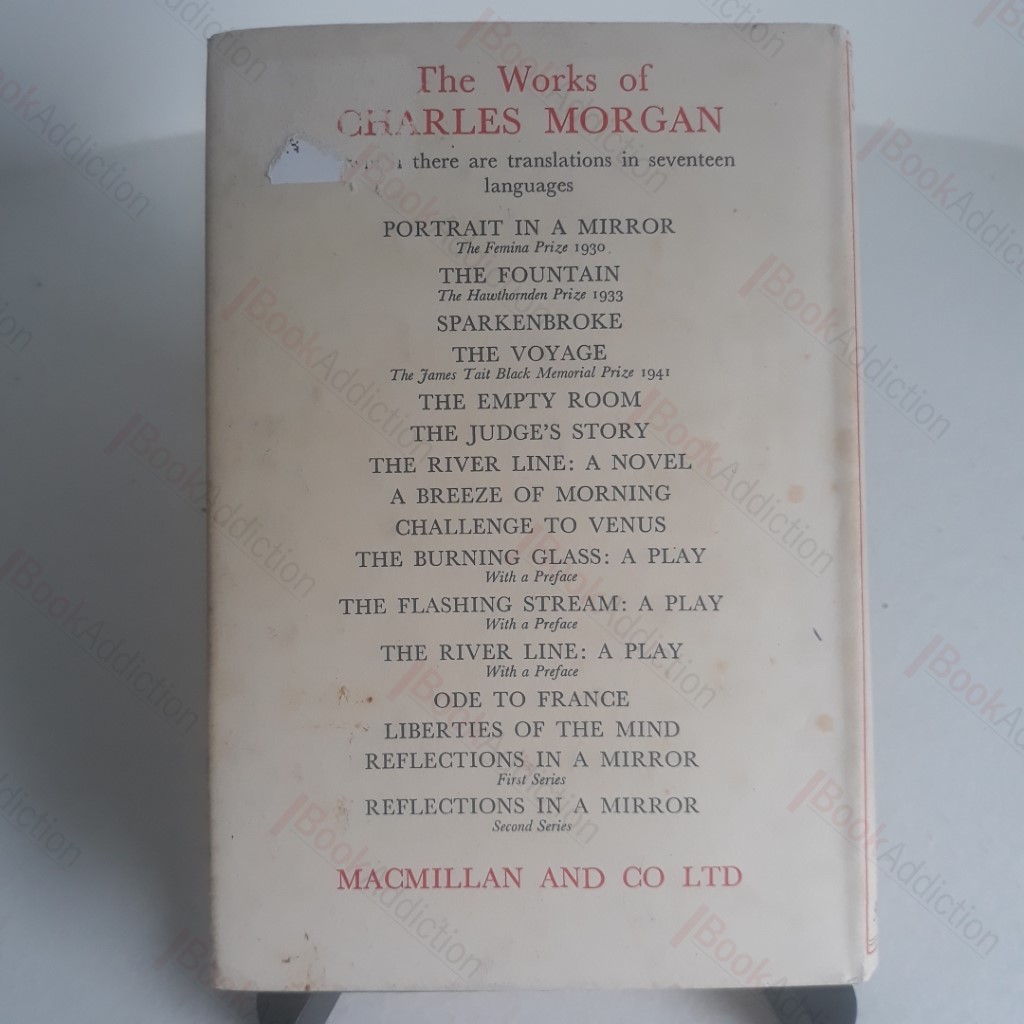 The Works of
CHARLES MORGAN
there are translations in seventeen
languages
PORTRAIT IN A MIRROR
The Femina Prize 1930.
THE FOUNTAIN
The Hawthornden Prize 1933
SPARKENBROKE
THE VOYAGE
The James Tait Black Memorial Prize 1941
THE EMPTY ROOM
THE JUDGE'S STORY
THE RIVER LINE: A NOVEL
A BREEZE OF MORNING
CHALLENGE TO VENUS
THE BURNING GLASS: A PLAY
With a Preface
THE FLASHING STREAM: A PLAY
With a Preface
THE RIVER LINE: A PLAY
With a Preface
ODE TO FRANCE
LIBERTIES OF THE MIND
REFLECTIONS IN A MIRROR
First Series
REFLECTIONS IN A MIRROR
Second Series
MACMILLAN AND CO LTD
BookAddiction